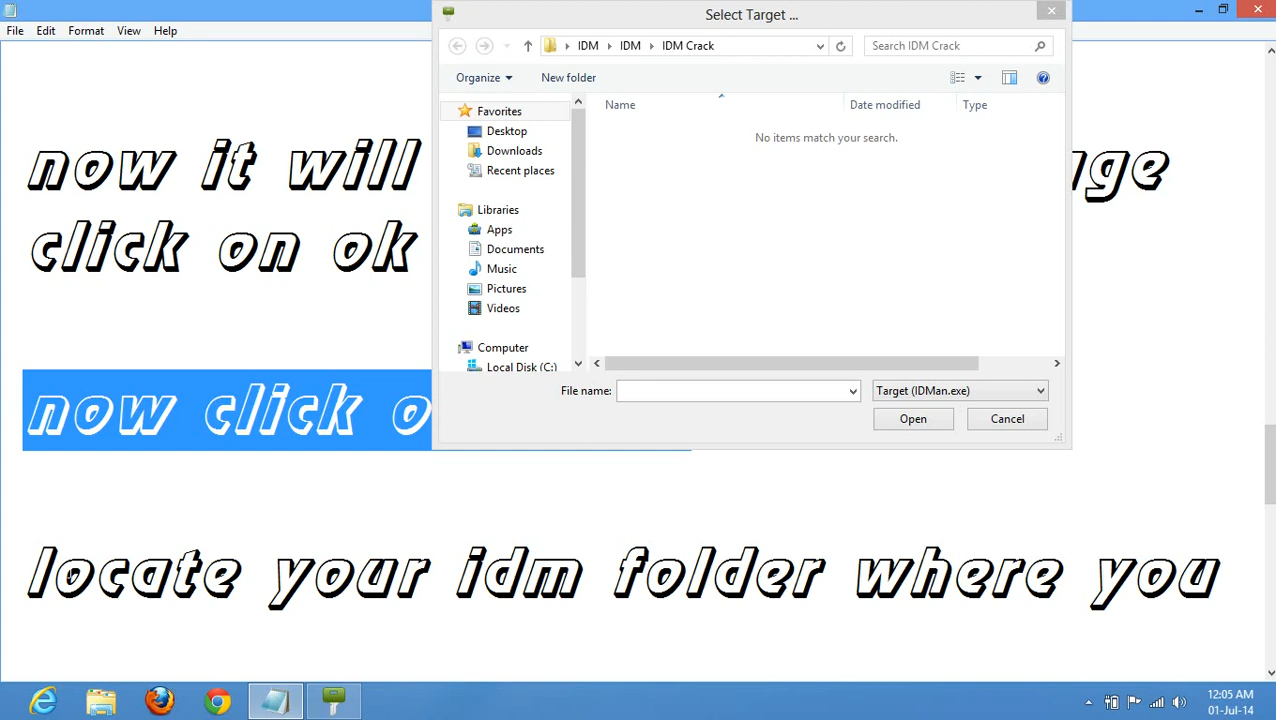 Select Target ...
IDM IDM IDM Crack
Search IDM Crack
File Edit Format View Help
Organize New folder
Favorites
Desktop
Downloads
Recent places
Libraries
Apps
Documents
Music
Pictures
Videos
Computer
Local Disk (C:)
Name Date modified Type
No items match your search.
File name:
Target (IDMan.exe)
Open Cancel
now it will
click on ok
now click o
locate your idm folder where you
12:05 AM
01-Jul-14